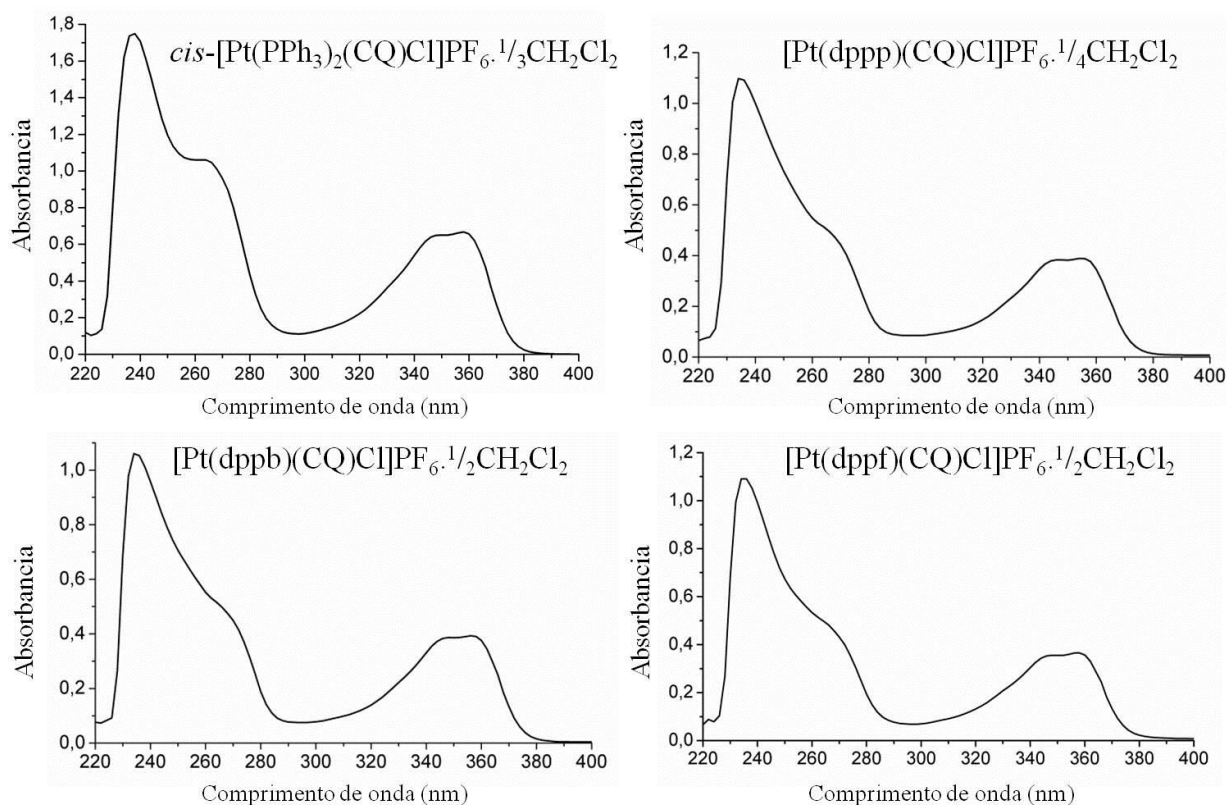 1,8
1,6
1,4
1,2
1,0
0,8
0,6
0,4
0,2
0,0
Absorbancia
cis-[Pt(PPh₃)₂(CQ)Cl]PF₆.¹/₃CH₂Cl₂
220 240 260 280 300 320 340 360 380 400
Comprimento de onda (nm)
1,2
1,0
0,8
0,6
0,4
0,2
0,0
Absorbancia
[Pt(dppp)(CQ)Cl]PF₆.¹/₄CH₂Cl₂
220 240 260 280 300 320 340 360 380 400
Comprimento de onda (nm)
1,0
0,8
0,6
0,4
0,2
0,0
Absorbancia
[Pt(dppb)(CQ)Cl]PF₆.¹/₂CH₂Cl₂
220 240 260 280 300 320 340 360 380 400
Comprimento de onda (nm)
1,2
1,0
1,2
0,6
0,4
0,2
0,0
Absorbancia
[Pt(dppf)(CQ)Cl]PF₆.¹/₂CH₂Cl₂
220 240 260 280 300 320 340 360 380 400
Comprimento de onda (nm)